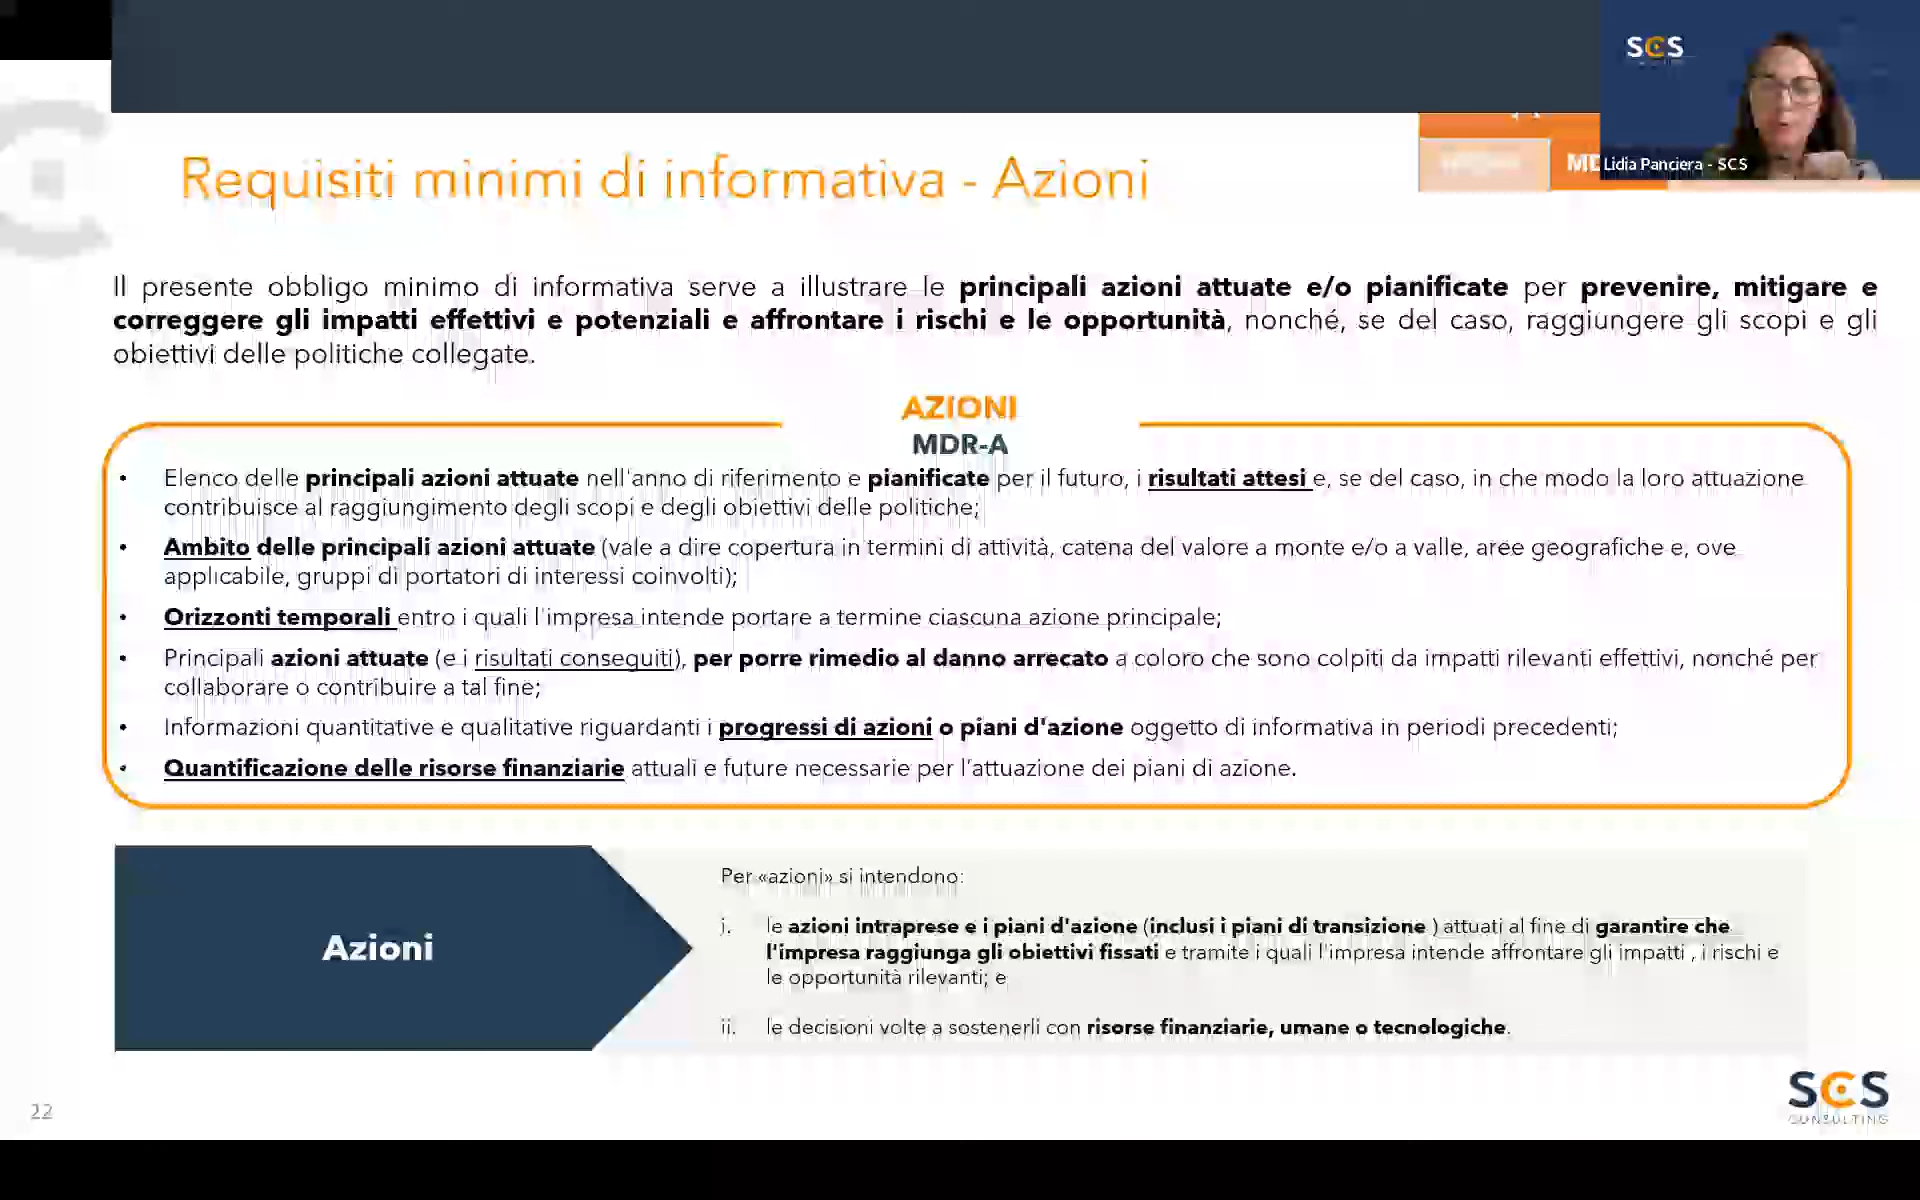 SCS
Lidia Panciera - SCS
Requisiti minimi di informativa - Azioni
Il presente obbligo minimo di informativa serve a illustrare le principali azioni attuate e/o pianificate per prevenire, mitigare e
correggere gli impatti effettivi e potenziali e affrontare i rischi e le opportunità, nonché, se del caso, raggiungere gli scopi e gli
obiettivi delle politiche collegate.
AZIONI
MDR-A
• Elenco delle principali azioni attuate nell'anno di riferimento e pianificate per il futuro, i risultati attesi e, se del caso, in che modo la loro attuazione
contribuisce al raggiungimento degli scopi e degli obiettivi delle politiche;
• Ambito delle principali azioni attuate (vale a dire copertura in termini di attività, catena del valore a monte e/o a valle, aree geografiche e, ove
applicabile, gruppi di portatori di interessi coinvolti);
• Orizzonti temporali entro i quali l'impresa intende portare a termine ciascuna azione principale;
• Principali azioni attuate (e i risultati conseguiti), per porre rimedio al danno arrecato a coloro che sono colpiti da impatti rilevanti effettivi, nonché per
collaborare o contribuire a tal fine;
• Informazioni quantitative e qualitative riguardanti i progressi di azioni o piani d'azione oggetto di informativa in periodi precedenti;
• Quantificazione delle risorse finanziarie attuali e future necessarie per l'attuazione dei piani di azione.
Azioni
Per «azioni» si intendono:
i. le azioni intraprese e i piani d'azione (inclusi i piani di transizione ) attuati al fine di garantire che
l'impresa raggiunga gli obiettivi fissati e tramite i quali l'impresa intende affrontare gli impatti , i rischi e
le opportunità rilevanti; e
ii. le decisioni volte a sostenerli con risorse finanziarie, umane o tecnologiche.
22
SCS
CONSULTING